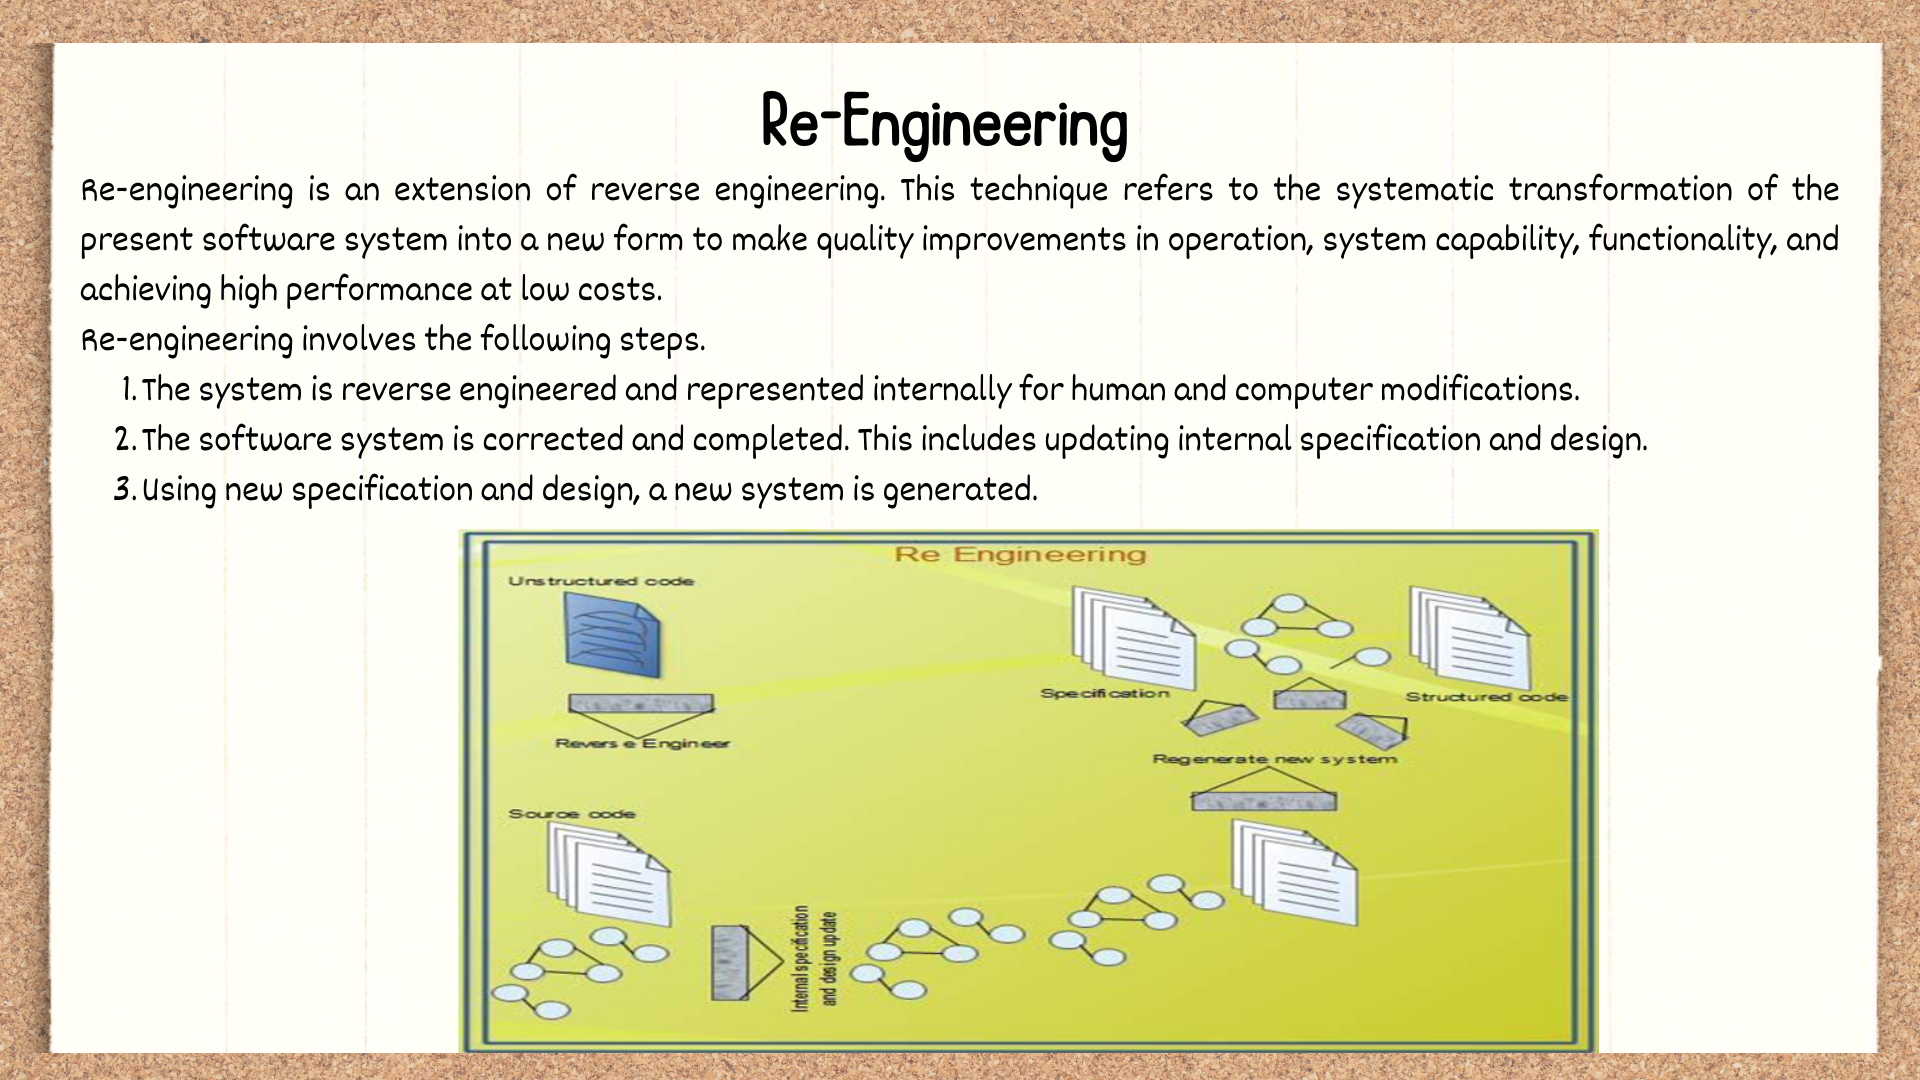 Re-Engineering
Re-engineering is an extension of reverse engineering. This technique refers to the systematic transformation of the
present software system into a new form to make quality improvements in operation, system capability, functionality, and
achieving high performance at low costs.
Re-engineering involves the following steps.
1. The system is reverse engineered and represented internally for human and computer modifications.
2. The software system is corrected and completed. This includes updating internal specification and design.
3. Using new specification and design, a new system is generated.
Re Engineering
Unstructured code
Specification
Structured code
Revers e Engineer
Regenerate new system
Source code
Internal specification
and design update